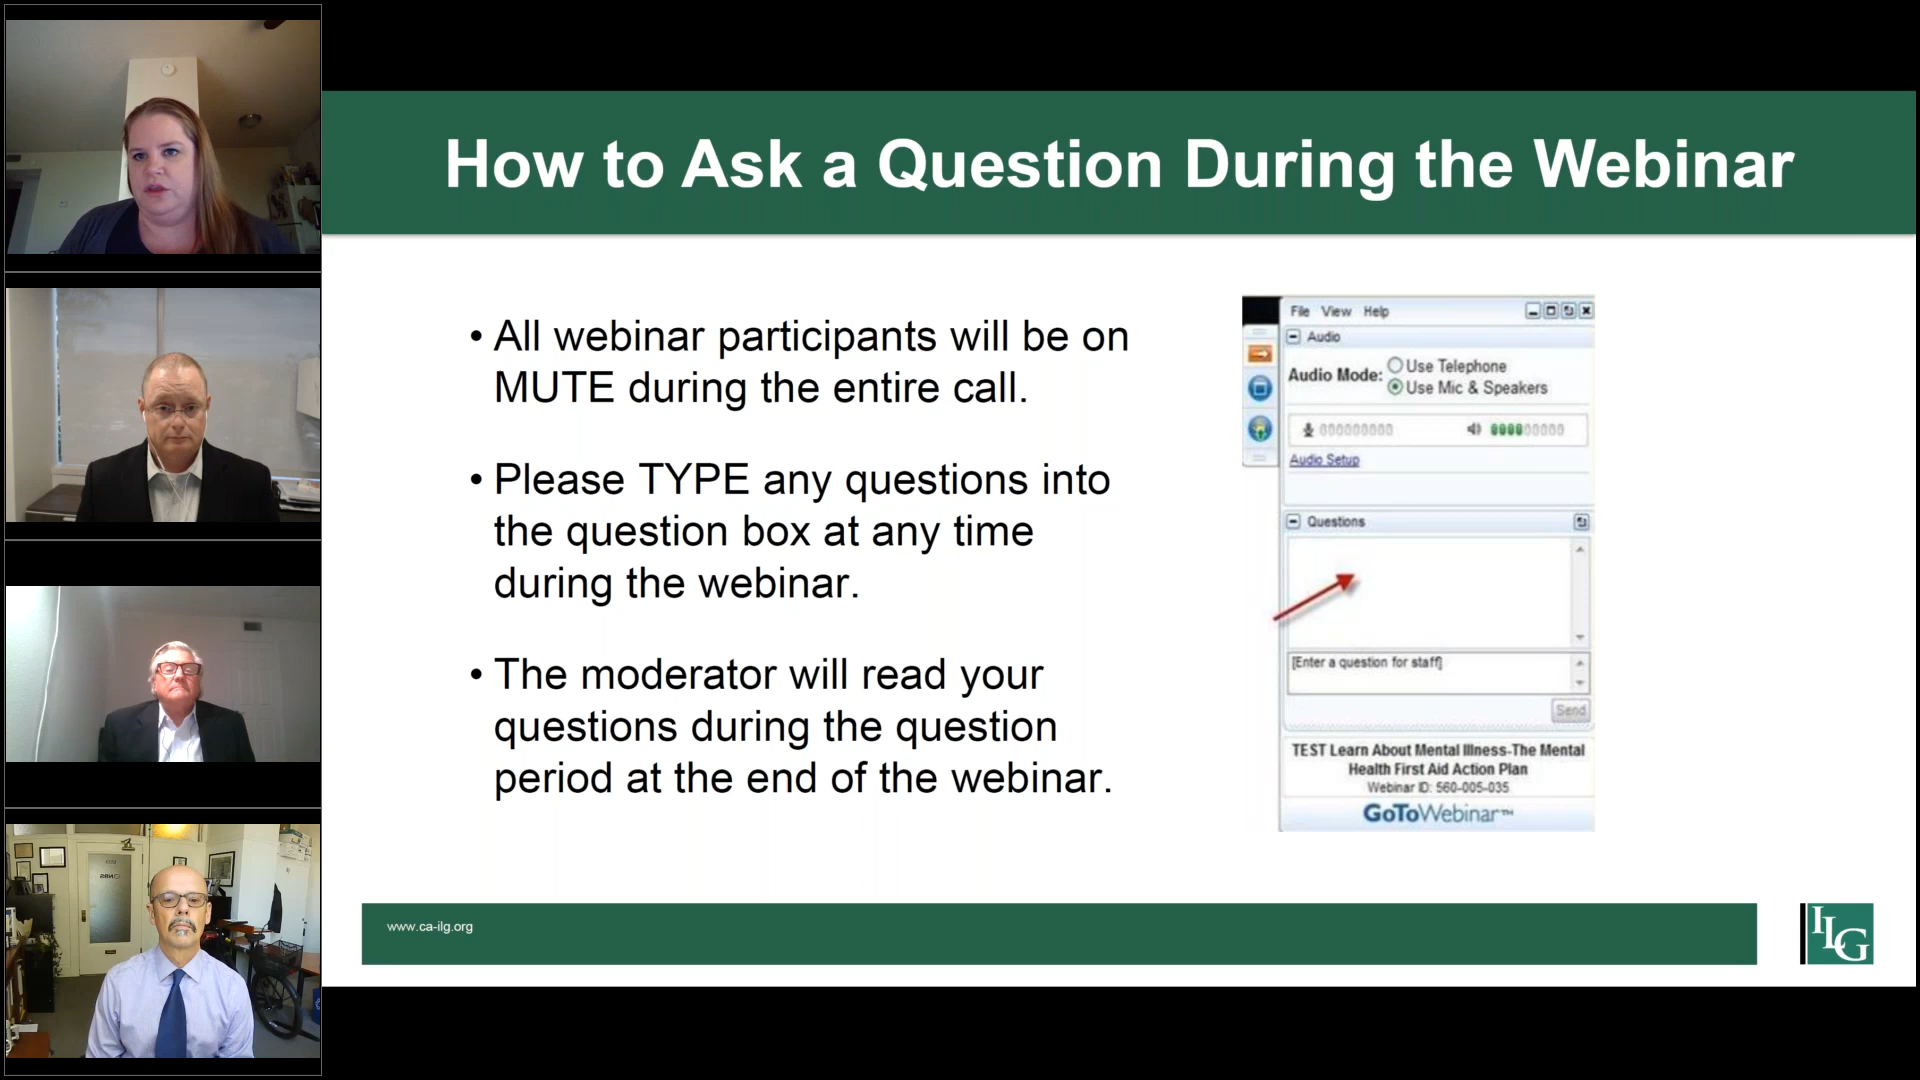 How to Ask a Question During the Webinar
• All webinar participants will be on
MUTE during the entire call.
• Please TYPE any questions into
the question box at any time
during the webinar.
• The moderator will read your
questions during the question
period at the end of the webinar.
File View Help
Audio
Audio Mode:
Use Telephone
Use Mic & Speakers
Audio Setup
Questions
[Enter a question for staff]
Send
TEST Learn About Mental Illness-The Mental
Health First Aid Action Plan
Webinar ID: 560-005-035
GoToWebinar™
www.ca-ilg.org
ILG